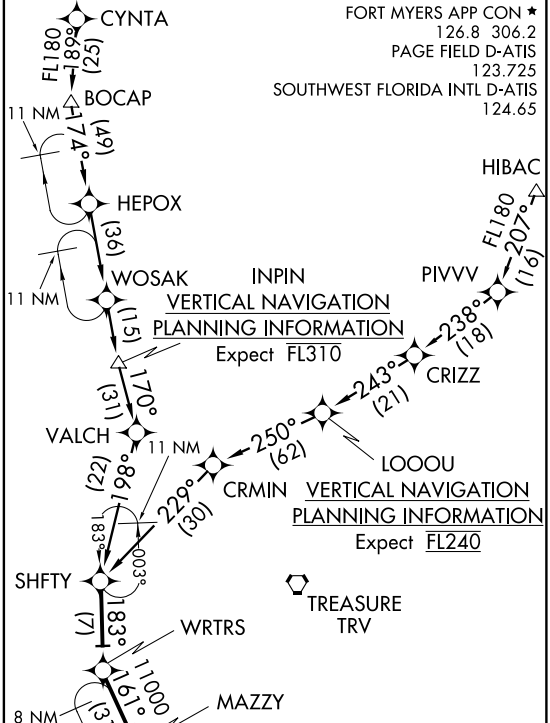 FORT MYERS APP CON ★
126.8 306.2
PAGE FIELD D-ATIS
123.725
SOUTHWEST FLORIDA INTL D-ATIS
124.65
CYNTA
FL180
189°
(25)
BOCAP
11 NM
174°
(49)
HEPOX
(36)
HIBAC
FL180
207°
(16)
WOSAK
11 NM
(15)
INPIN
VERTICAL NAVIGATION
PLANNING INFORMATION
Expect FL310
PIVVV
238°
(18)
CRIZZ
243°
(21)
170°
(31)
VALCH
11 NM
250°
(62)
LOOOU
VERTICAL NAVIGATION
PLANNING INFORMATION
Expect FL240
198°
(22)
CRMIN
229°
(30)
183°
003°
SHFTY
TREASURE
TRV
183°
(7)
WRTRS
11000
161°
(3
MAZZY
8 NM